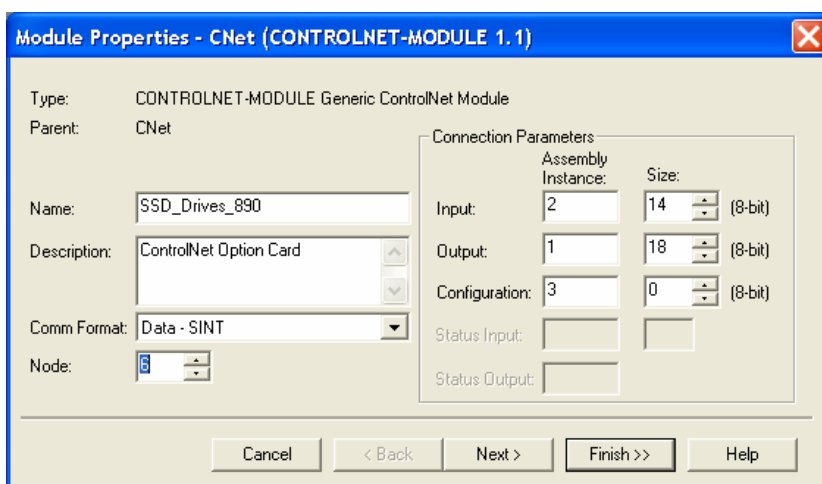 Module Properties - CNet (CONTROLNET-MODULE 1.1)
Type: CONTROLNET-MODULE Generic ControlNet Module
Parent: CNet
Connection Parameters
Assembly Instance: Size:
Name: SSD_Drives_890
Input: 2 14 (8-bit)
Description: ControlNet Option Card
Output: 1 18 (8-bit)
Configuration: 3 0 (8-bit)
Comm Format: Data - SINT
Status Input:
Node: 6
Status Output:
Cancel < Back Next > Finish >> Help